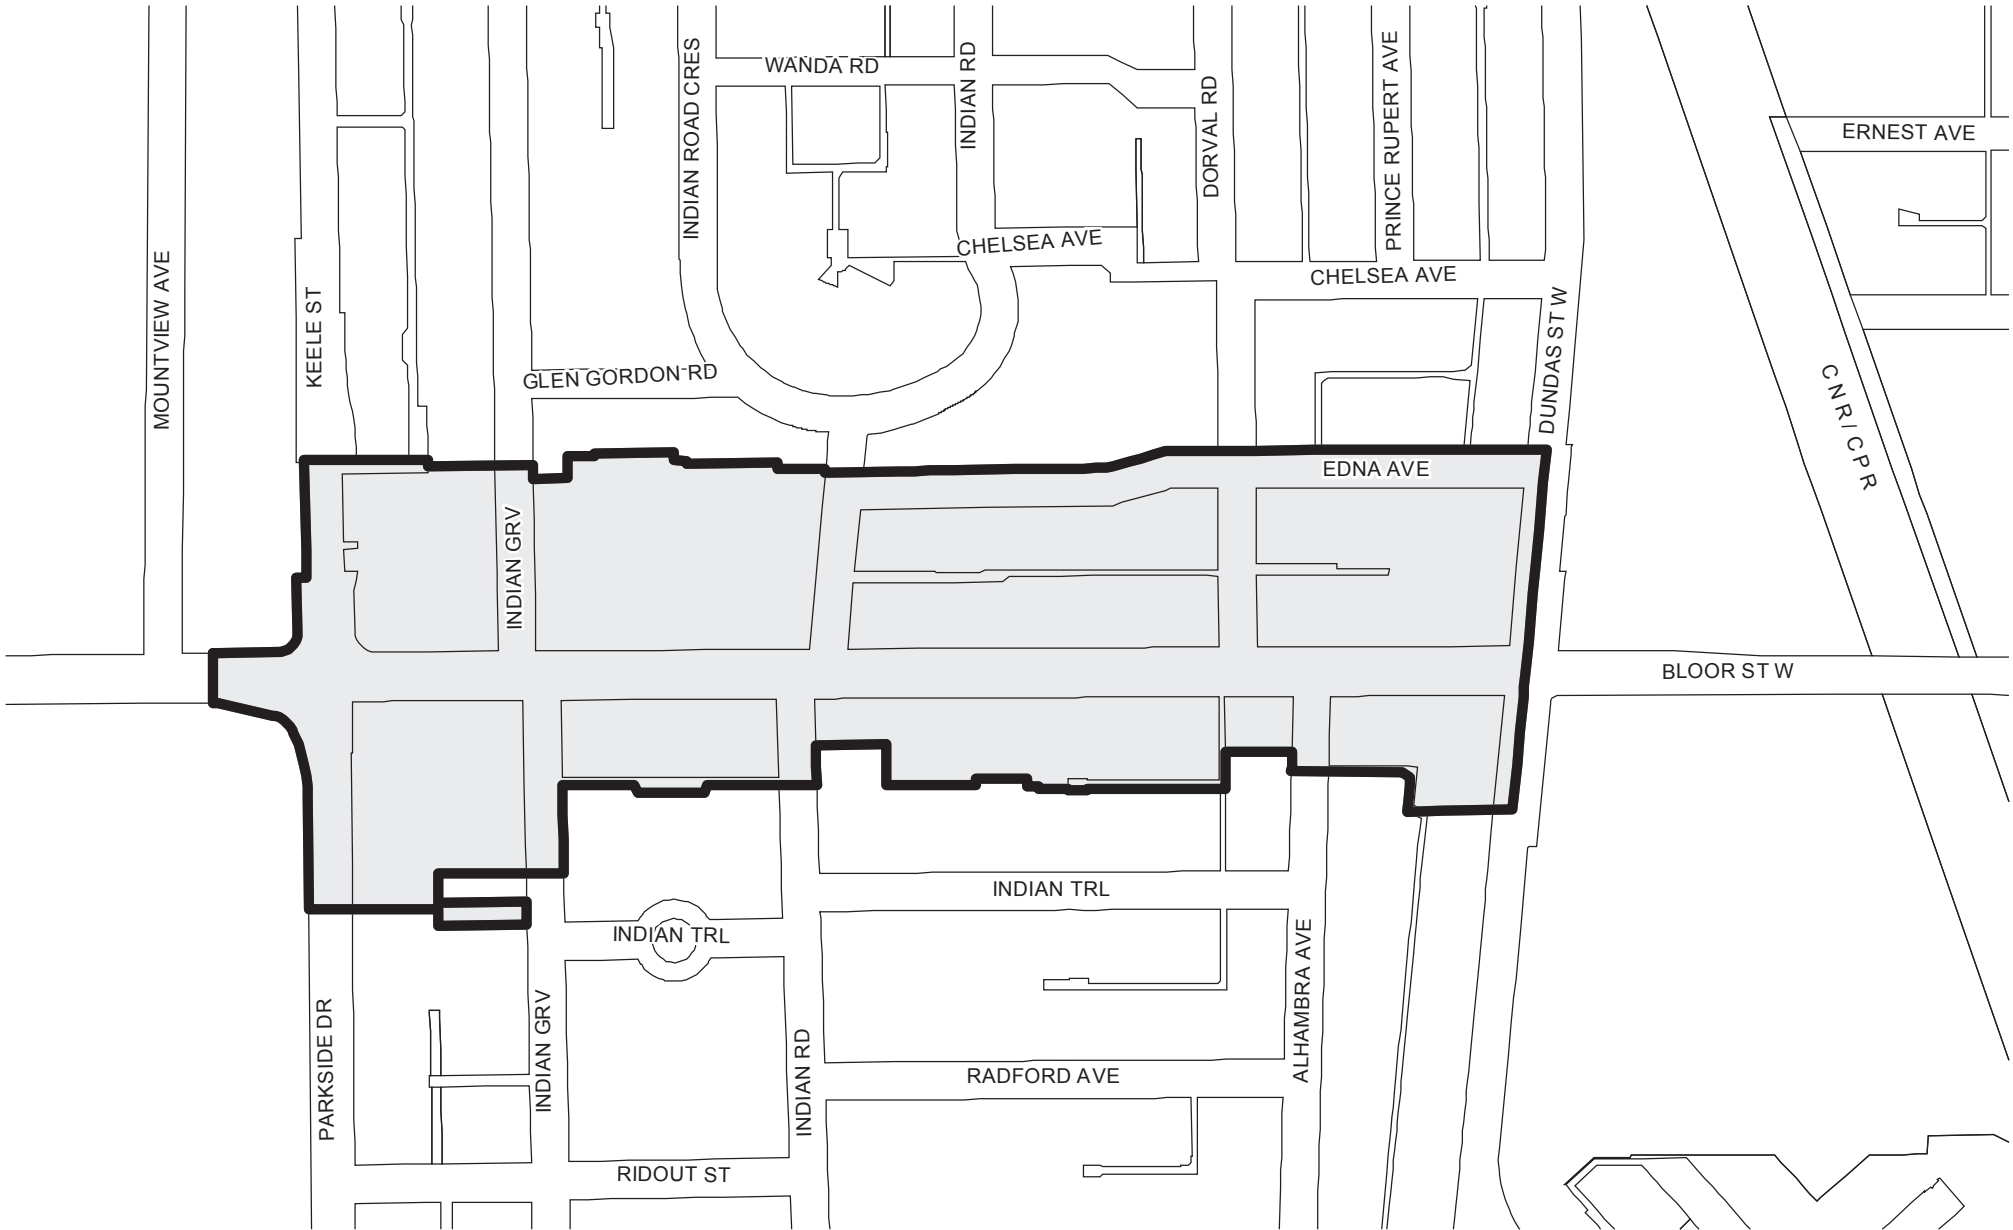 WANDA RD
INDIAN ROAD CRES
INDIAN RD
DORVAL RD
PRINCE RUPERT AVE
ERNEST AVE
CHELSEA AVE
CHELSEA AVE
MOUNTVIEW AVE
KEELE ST
GLEN GORDON RD
DUNDAS ST W
CNR/CPR
EDNA AVE
INDIAN GRV
BLOOR ST W
INDIAN TRL
INDIAN TRL
PARKSIDE DR
INDIAN GRV
INDIAN RD
ALHAMBRA AVE
RADFORD AVE
RIDOUT ST